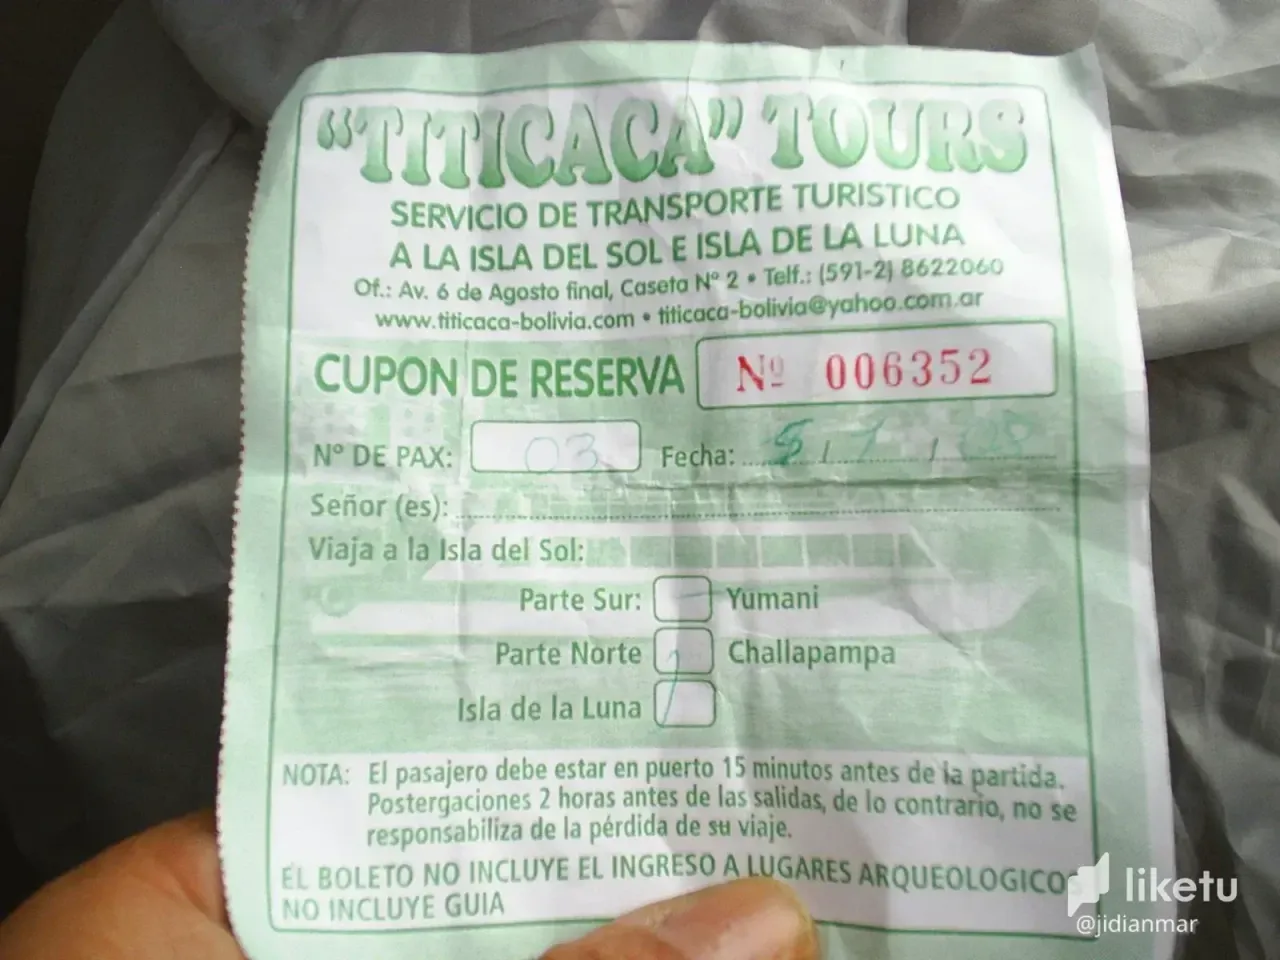 “TITICACA” TOURS
SERVICIO DE TRANSPORTE TURISTICO
A LA ISLA DEL SOL E ISLA DE LA LUNA
Of.: Av. 6 de Agosto final, Caseta Nº 2 • Telf.: (591-2) 8622060
www.titicaca-bolivia.com • titicaca-bolivia@yahoo.com.ar
CUPON DE RESERVA Nº 006352
Nº DE PAX: 03 Fecha: 5 / 1 /
Señor (es):
Viaja a la Isla del Sol:
Parte Sur: Yumani
Parte Norte Challapampa
Isla de la Luna
NOTA: El pasajero debe estar en puerto 15 minutos antes de la partida.
Postergaciones 2 horas antes de las salidas, de lo contrario, no se
responsabiliza de la pérdida de su viaje.
EL BOLETO NO INCLUYE EL INGRESO A LUGARES ARQUEOLOGICO
NO INCLUYE GUIA
liketu
@jidianmar